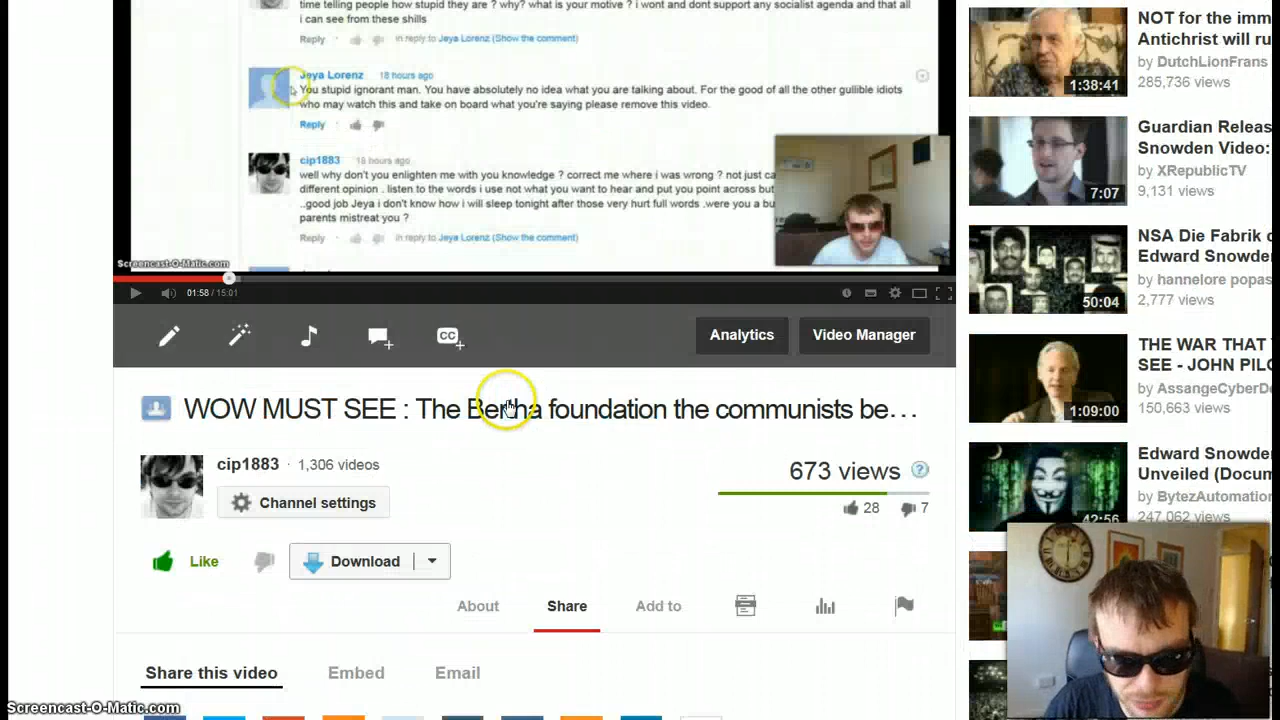 time telling people how stupid they are ? why? what is your motive ? i wont and dont support any socialist agenda and that all
i can see from these shills
Reply
in reply to Jeya Lorenz (Show the comment)
Jeya Lorenz 18 hours ago
You stupid ignorant man. You have absolutely no idea what you are talking about. For the good of all the other gullible idiots
who may watch this and take on board what you're saying please remove this video.
Reply
cip1883 18 hours ago
well why don't you enlighten me with you knowledge ? correct me where i was wrong ? not just ca
different opinion . listen to the words i use not what you want to hear and put you point across but
..good job Jeya i don't know how i will sleep tonight after those very hurt full words .were you a bu
parents mistreat you ?
Reply
in reply to Jeya Lorenz (Show the comment)
Screencast-O-Matic.com
01:58 / 15:01
CC
Analytics
Video Manager
WOW MUST SEE : The Bertha foundation the communists be...
cip1883 · 1,306 videos
Channel settings
673 views
28
7
Like
Download
About
Share
Add to
Share this video
Embed
Email
Screencast-O-Matic.com
NOT for the imm
Antichrist will ru
by DutchLionFrans
285,736 views
1:38:41
Guardian Releas
Snowden Video:
by XRepublicTV
9,131 views
7:07
NSA Die Fabrik d
Edward Snowden
by hannelore popas
2,777 views
50:04
THE WAR THAT
SEE - JOHN PILG
by AssangeCyberDe
150,663 views
1:09:00
Edward Snowden
Unveiled (Docum
by BytezAutomation
247,062 views
42:56